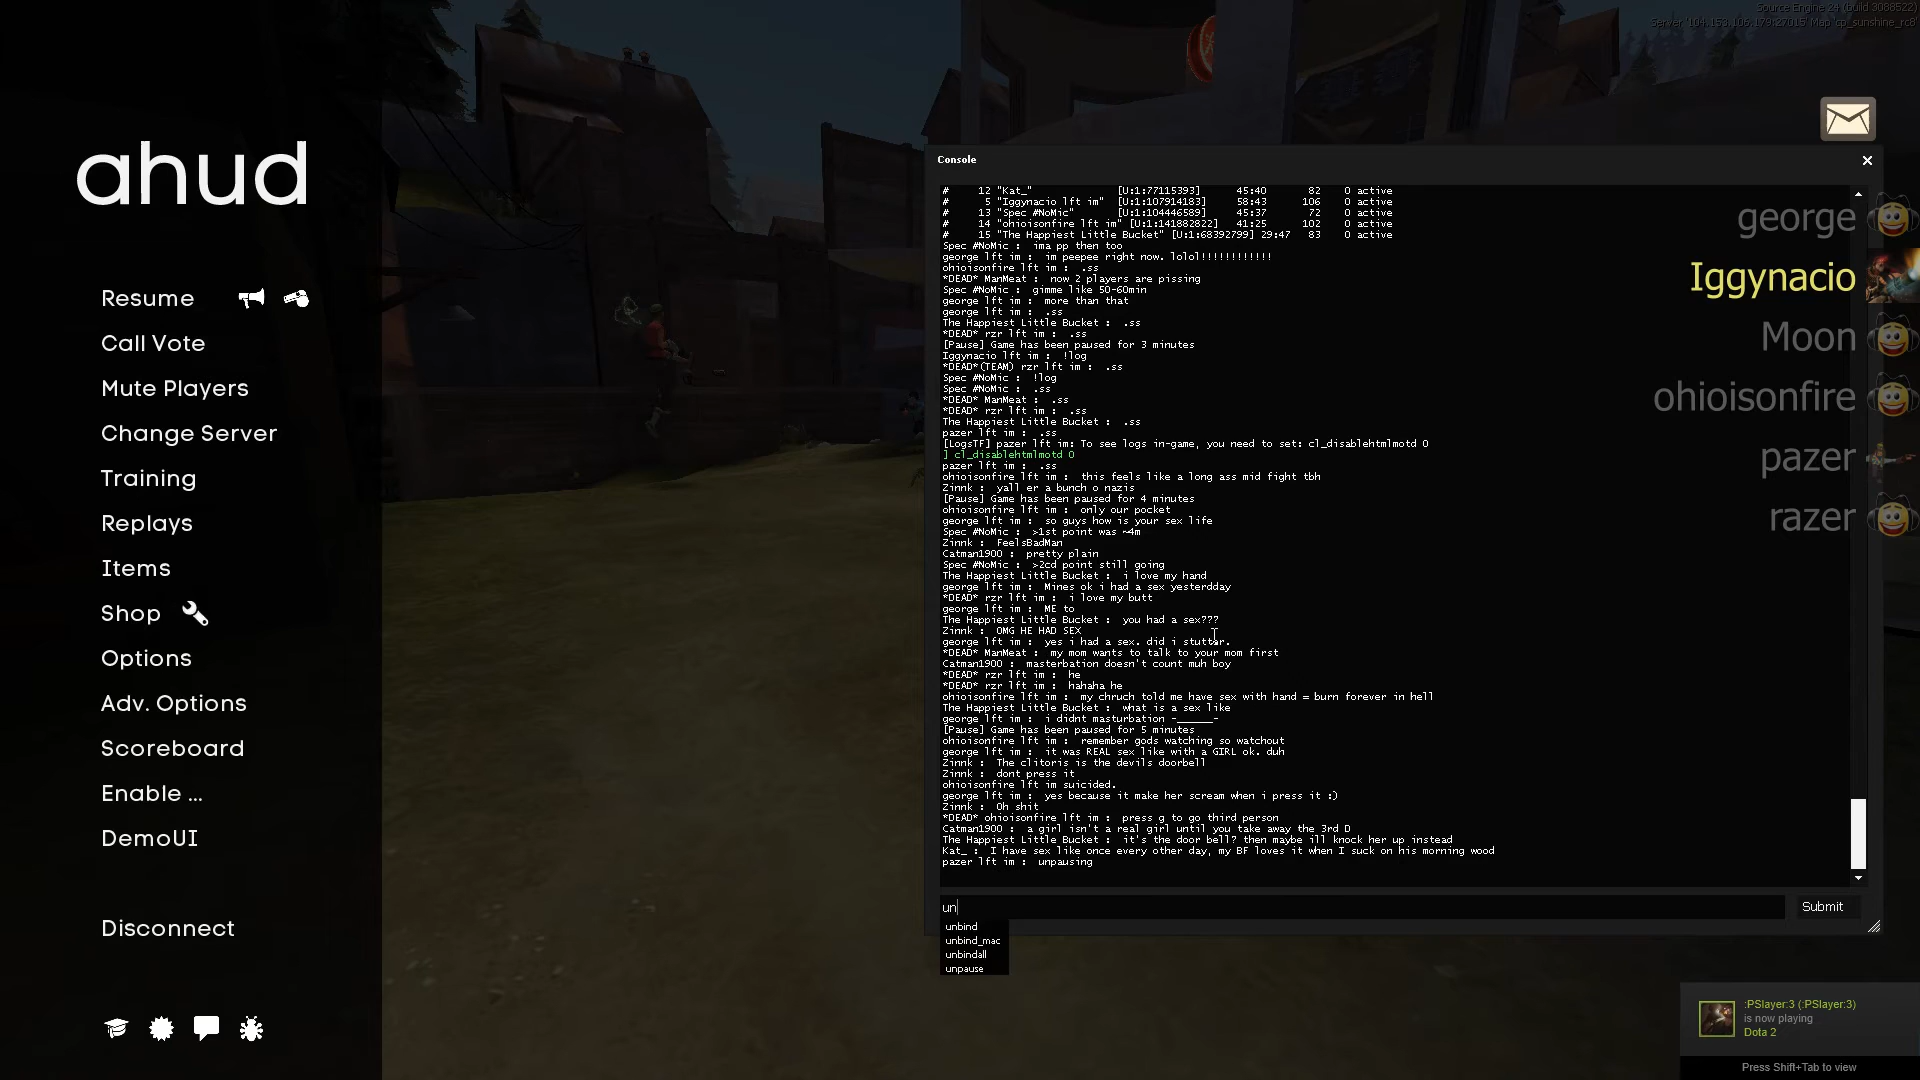 Source Engine 24 (build 3088522)
Server '104.153.106.179:27015' Map 'cp_sunshine_rc8'
ahud
Resume
Call Vote
Mute Players
Change Server
Training
Replays
Items
Shop
Options
Adv. Options
Scoreboard
Enable ...
DemoUI
Disconnect
Console
# 12 "Kat_" [U:1:77115393] 45:40 82 0 active
# 5 "Iggynacio lft im" [U:1:107914183] 58:43 106 0 active
# 13 "Spec #NoMic" [U:1:104446589] 45:37 72 0 active
# 14 "ohioisonfire lft im" [U:1:141882822] 41:25 102 0 active
# 15 "The Happiest Little Bucket" [U:1:68392799] 29:47 83 0 active
Spec #NoMic : ima pp then too
george lft im : im peepee right now. lolol!!!!!!!!!!!!
ohioisonfire lft im : .ss
*DEAD* ManMeat : now 2 players are pissing
Spec #NoMic : gimme like 50-60min
george lft im : more than that
george lft im : .ss
The Happiest Little Bucket : .ss
*DEAD* rzr lft im : .ss
[Pause] Game has been paused for 3 minutes
Iggynacio lft im : !log
*DEAD*(TEAM) rzr lft im : .ss
Spec #NoMic : !log
Spec #NoMic : .ss
*DEAD* ManMeat : .ss
*DEAD* rzr lft im : .ss
The Happiest Little Bucket : .ss
pazer lft im : .ss
[LogsTF] pazer lft im: To see logs in-game, you need to set: cl_disablehtmlmotd 0
] cl_disablehtmlmotd 0
pazer lft im : .ss
ohioisonfire lft im : this feels like a long ass mid fight tbh
Zinnk : yall er a bunch o nazis
[Pause] Game has been paused for 4 minutes
ohioisonfire lft im : only our pocket
george lft im : so guys how is your sex life
Spec #NoMic : >1st point was ~4m
Zinnk : FeelsBadMan
Catman1900 : pretty plain
Spec #NoMic : >2cd point still going
The Happiest Little Bucket : i love my hand
george lft im : Mines ok i had a sex yesterdday
*DEAD* rzr lft im : i love my butt
george lft im : ME to
The Happiest Little Bucket : you had a sex???
Zinnk : OMG HE HAD SEX
george lft im : yes i had a sex. did i stutter.
*DEAD* ManMeat : my mom wants to talk to your mom first
Catman1900 : masterbation doesn't count muh boy
*DEAD* rzr lft im : he
*DEAD* rzr lft im : hahaha he
ohioisonfire lft im : my chruch told me have sex with hand = burn forever in hell
The Happiest Little Bucket : what is a sex like
george lft im : i didnt masturbation -______-
[Pause] Game has been paused for 5 minutes
ohioisonfire lft im : remember gods watching so watchout
george lft im : it was REAL sex like with a GIRL ok. duh
Zinnk : The clitoris is the devils doorbell
Zinnk : dont press it
ohioisonfire lft im suicided.
george lft im : yes because it make her scream when i press it :)
Zinnk : Oh shit
*DEAD* ohioisonfire lft im : press g to go third person
Catman1900 : a girl isn't a real girl until you take away the 3rd D
The Happiest Little Bucket : it's the door bell? then maybe ill knock her up instead
Kat_ : I have sex like once every other day, my BF loves it when I suck on his morning wood
pazer lft im : unpausing
un
Submit
unbind
unbind_mac
unbindall
unpause
george
Iggynacio
Moon
ohioisonfire
pazer
razer
:PSlayer:3 (:PSlayer:3)
is now playing
Dota 2
Press Shift+Tab to view